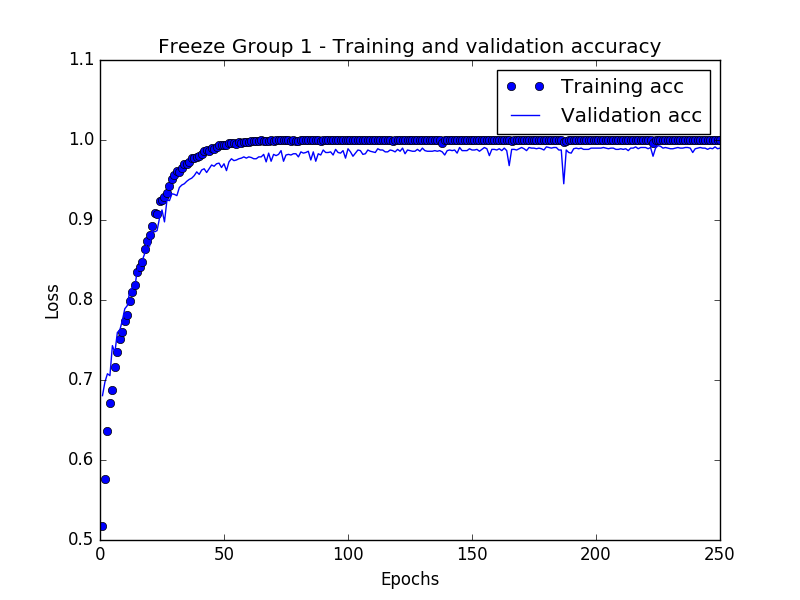 Freeze Group 1 - Training and validation accuracy
1.1
Training acc
Validation acc
1.0
0.9
0.8
Loss
0.7
0.6
0.5
0 50 100 150 200 250
Epochs